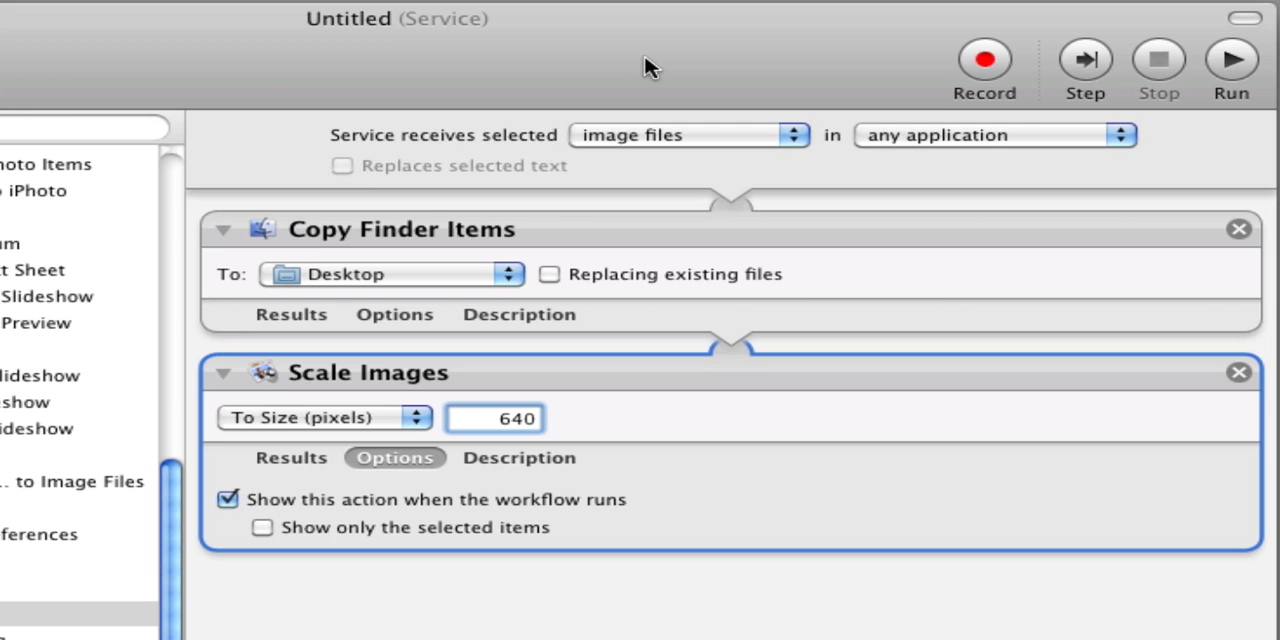 Untitled (Service)
Record
Step
Stop
Run
Service receives selected image files in any application
Replaces selected text
hoto Items
iPhoto
um
t Sheet
Slideshow
Preview
lideshow
show
ideshow
.. to Image Files
ferences
Copy Finder Items
To: Desktop Replacing existing files
Results Options Description
Scale Images
To Size (pixels) 640
Results Options Description
Show this action when the workflow runs
Show only the selected items